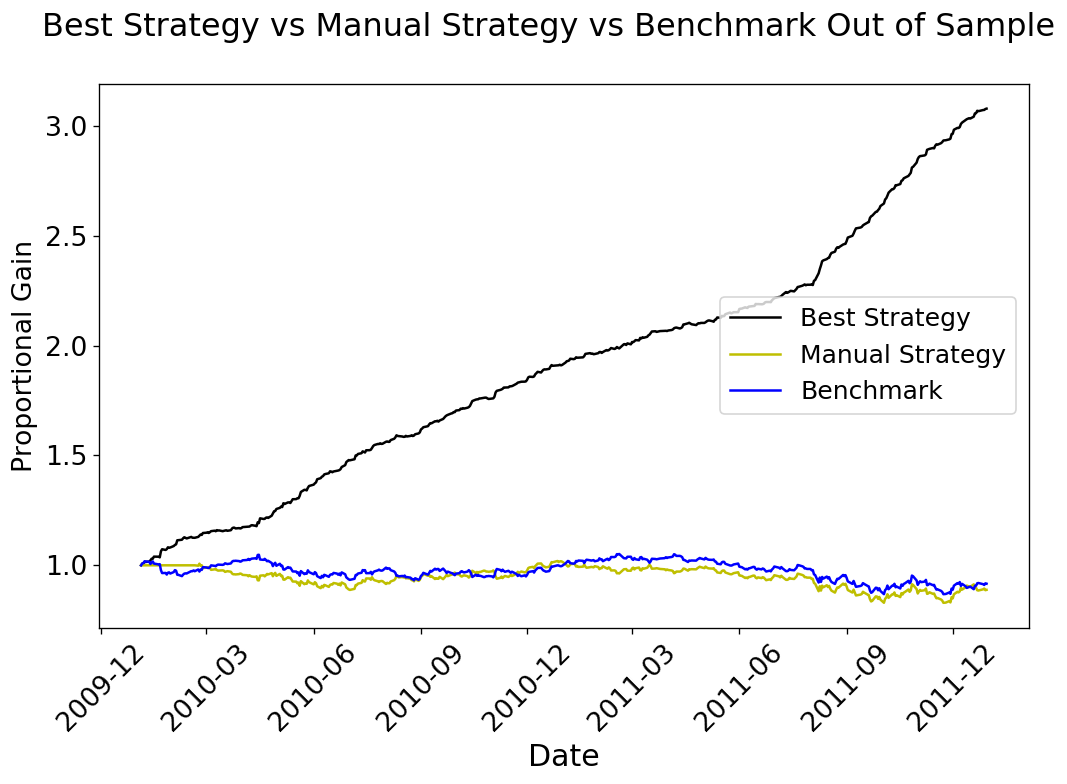 Best Strategy vs Manual Strategy vs Benchmark Out of Sample
Proportional Gain
3.0
2.5
2.0
1.5
1.0
Best Strategy
Manual Strategy
Benchmark
2009-12
2010-03
2010-06
2010-09
2010-12
2011-03
2011-06
2011-09
2011-12
Date